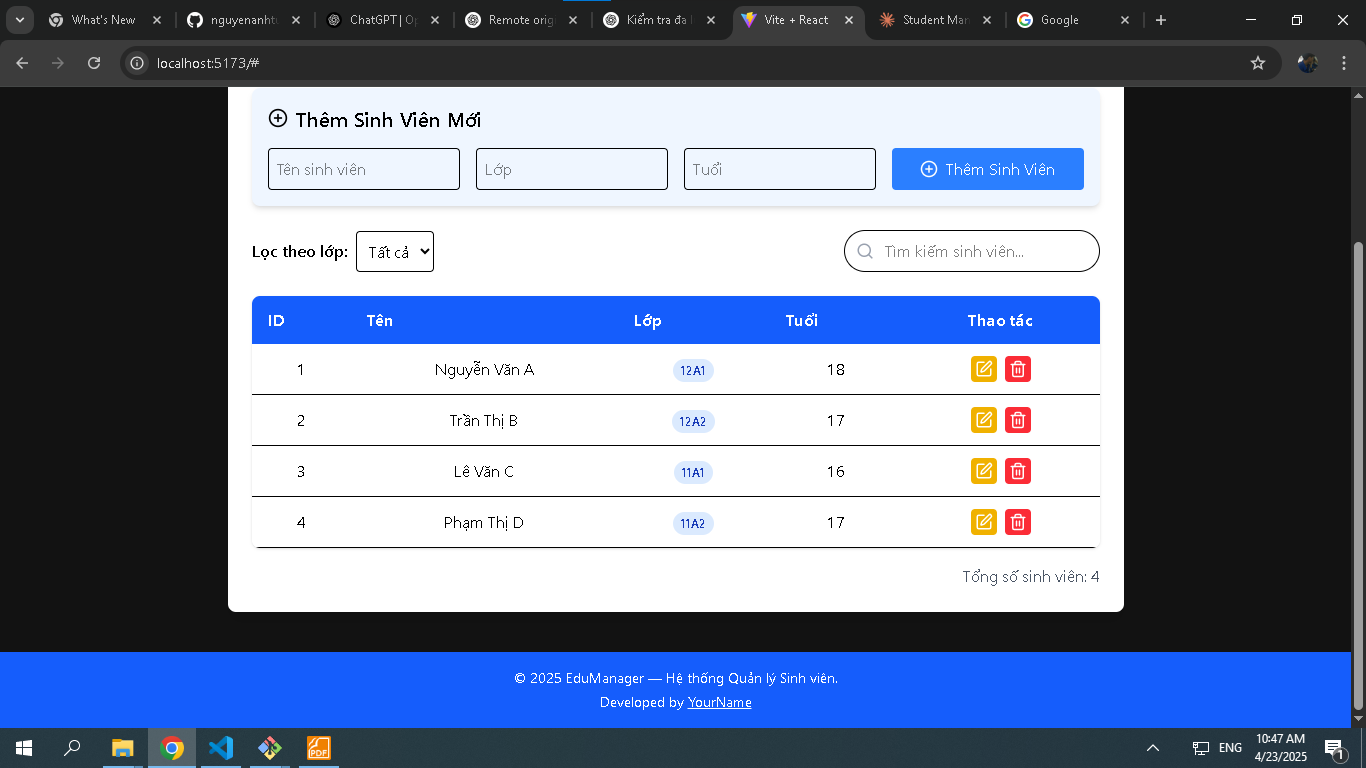 What's New
nguyenanhtu
ChatGPT | Op
Remote orig
Kiểm tra đa l
Vite + React
Student Man
Google
localhost:5173/#
Thêm Sinh Viên Mới
Tên sinh viên Lớp Tuổi Thêm Sinh Viên
Lọc theo lớp: Tất cả Tìm kiếm sinh viên...
ID Tên Lớp Tuổi Thao tác
1 Nguyễn Văn A 12A1 18
2 Trần Thị B 12A2 17
3 Lê Văn C 11A1 16
4 Phạm Thị D 11A2 17
Tổng số sinh viên: 4
© 2025 EduManager — Hệ thống Quản lý Sinh viên.
Developed by YourName
PDF
ENG
10:47 AM
4/23/2025
1